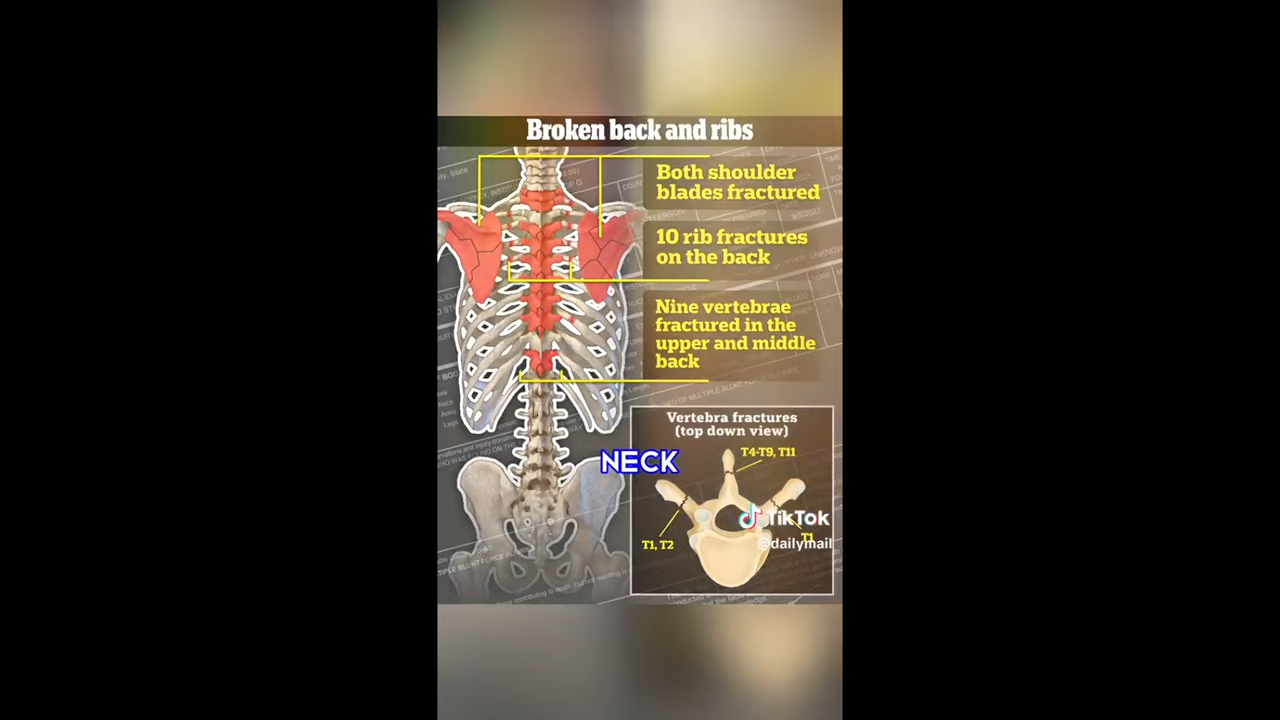 Broken back and ribs
Both shoulder
blades fractured
10 rib fractures
on the back
Nine vertebrae
fractured in the
upper and middle
back
Vertebra fractures
(top down view)
T4-T9, T11
NECK
TikTok
T1, T2
T1
@dailymail